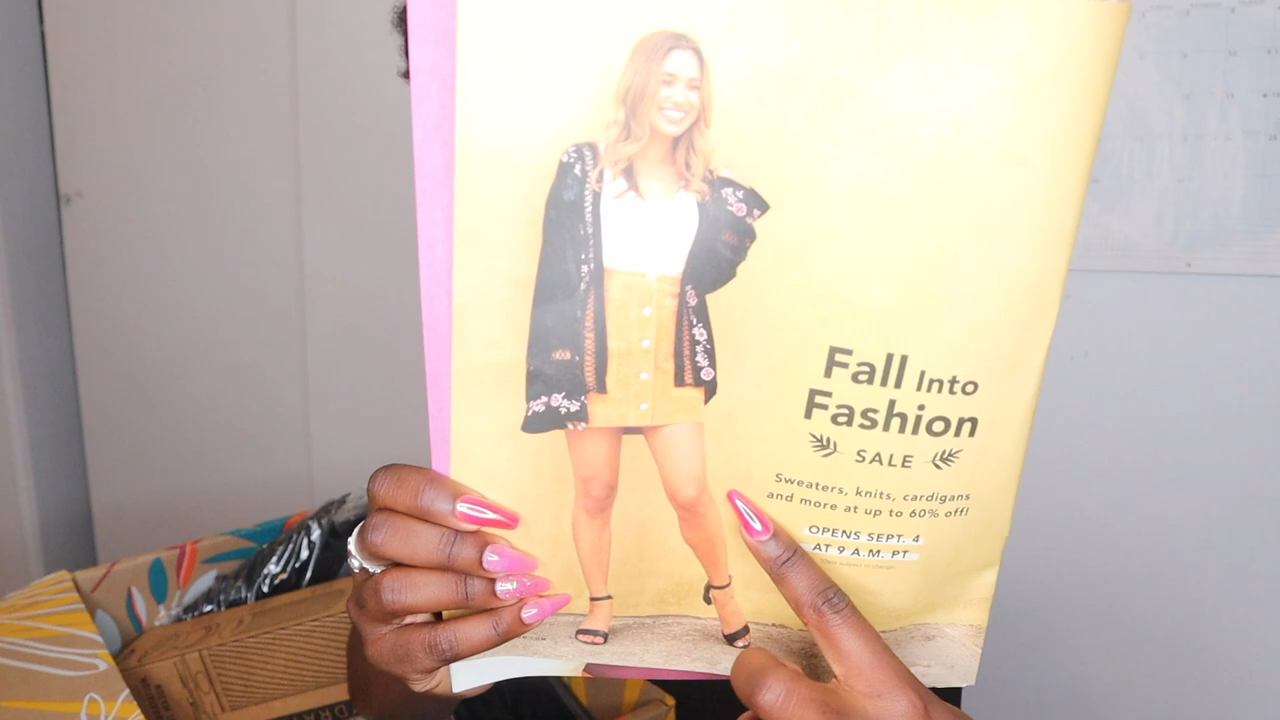 Fall Into
Fashion
SALE
Sweaters, knits, cardigans
and more at up to 60% off!
OPENS SEPT. 4
AT 9 A.M. PT